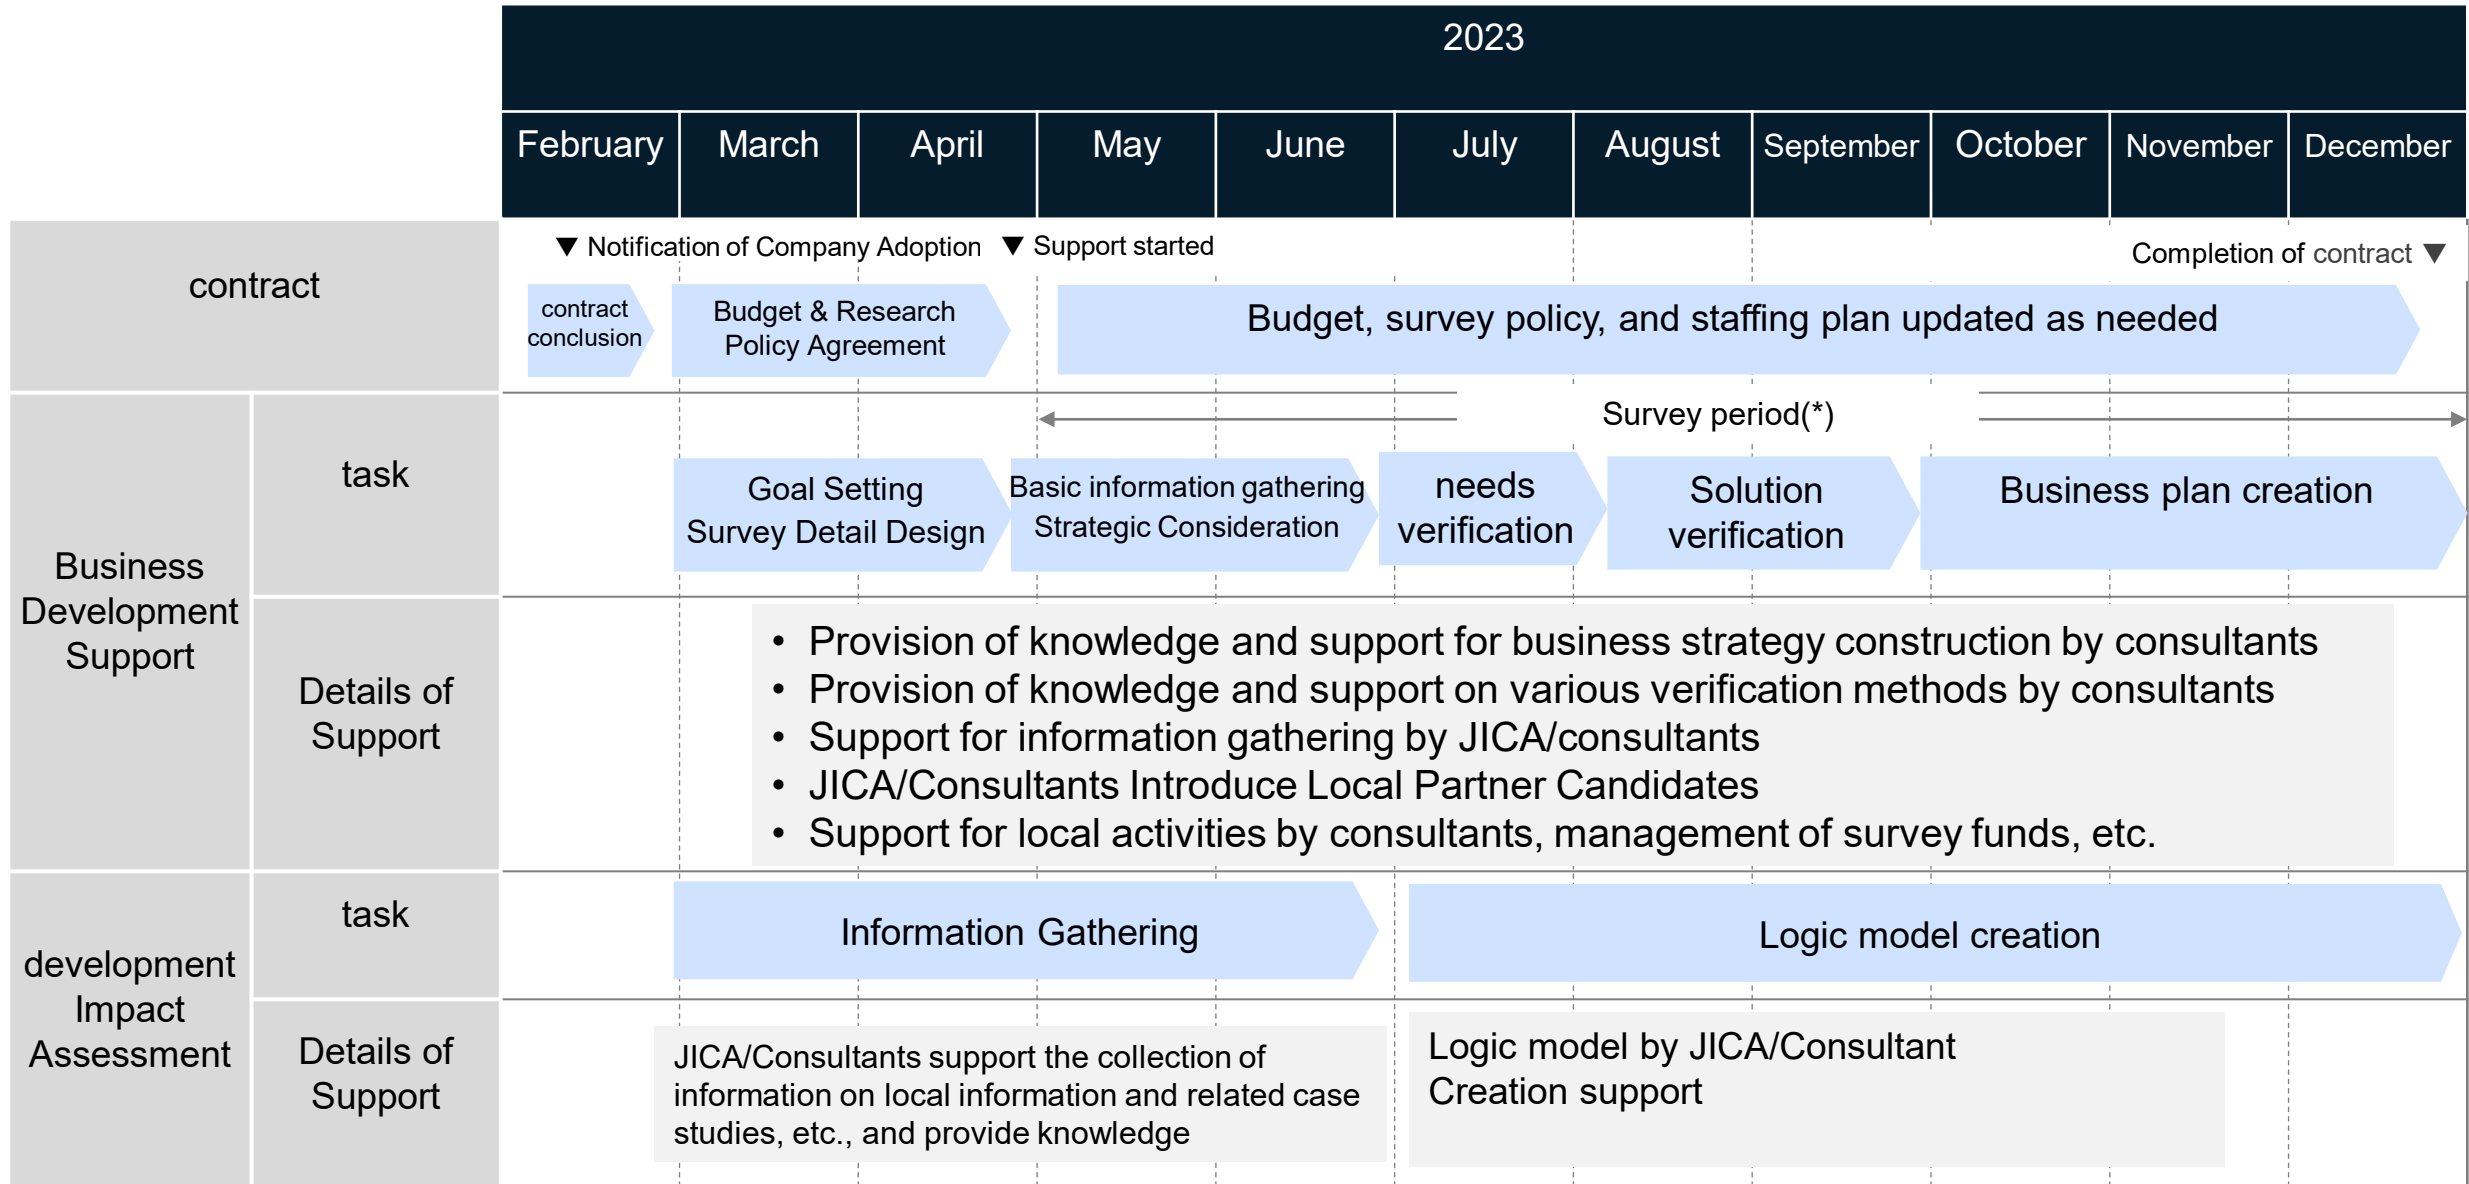 2023
February March April May June July August September October November December
▼ Notification of Company Adoption ▼ Support started
Completion of contract ▼
contract
contract
conclusion
Budget & Research
Policy Agreement
Budget, survey policy, and staffing plan updated as needed
Survey period(*)
Business
Development
Support
task
Goal Setting
Survey Detail Design
Basic information gathering
Strategic Consideration
needs
verification
Solution
verification
Business plan creation
Details of
Support
• Provision of knowledge and support for business strategy construction by consultants
• Provision of knowledge and support on various verification methods by consultants
• Support for information gathering by JICA/consultants
• JICA/Consultants Introduce Local Partner Candidates
• Support for local activities by consultants, management of survey funds, etc.
development
Impact
Assessment
task
Information Gathering
Logic model creation
Details of
Support
JICA/Consultants support the collection of
information on local information and related case
studies, etc., and provide knowledge
Logic model by JICA/Consultant
Creation support